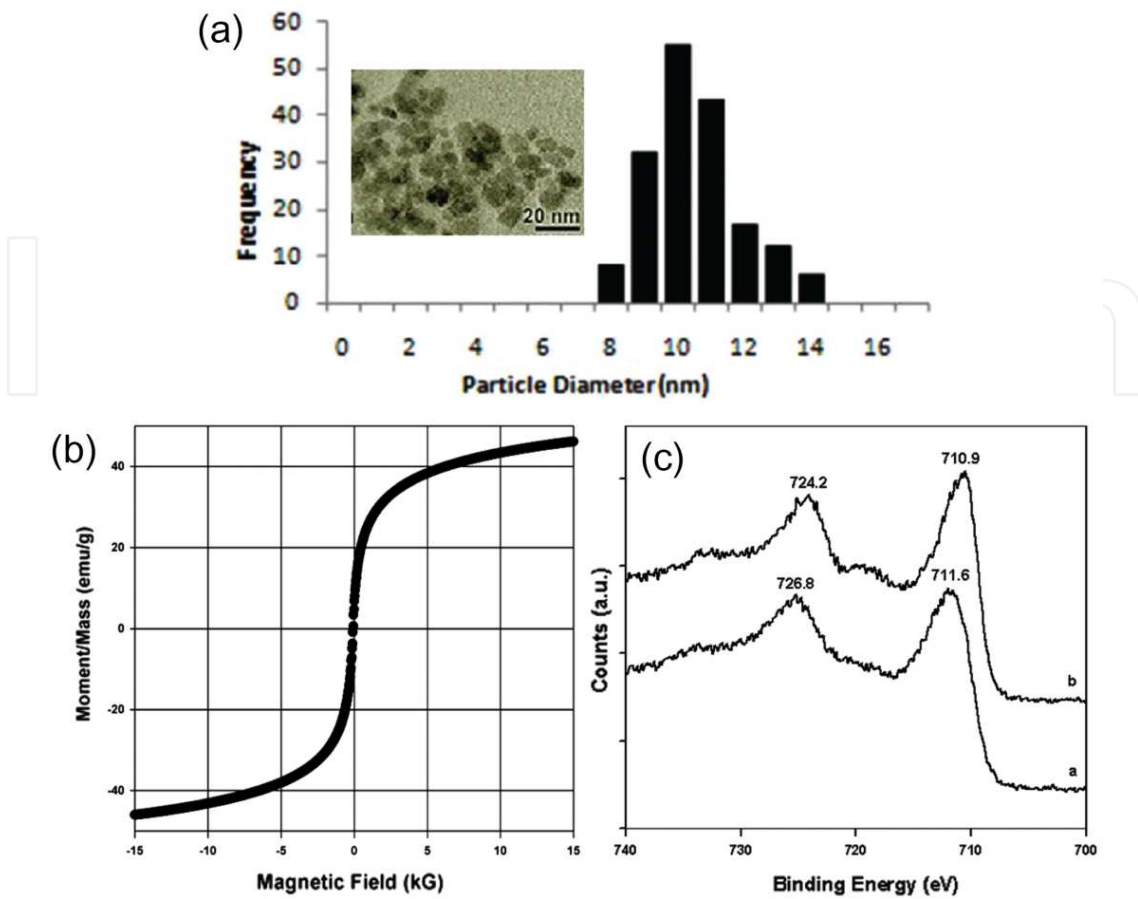 (a)
60
50
40
30
20
10
0
Frequency
20 nm
0 2 4 6 8 10 12 14 16
Particle Diameter(nm)
(b)
40
20
0
-20
-40
Moment/Mass (emu/g)
-15 -10 -5 0 5 10 15
Magnetic Field (kG)
(c)
710.9
724.2
726.8
711.6
b
a
Counts (a.u.)
740 730 720 710 700
Binding Energy (eV)